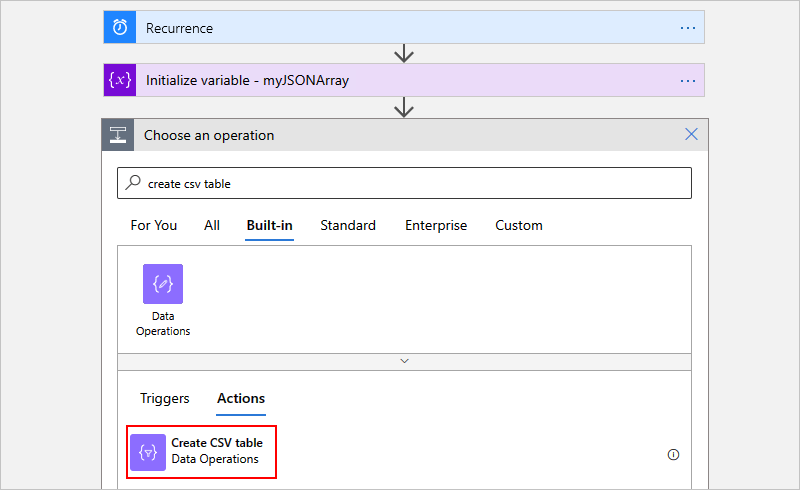 Recurrence
Initialize variable - myJSONArray
Choose an operation
create csv table
For You All Built-in Standard Enterprise Custom
Data
Operations
Triggers Actions
Create CSV table
Data Operations